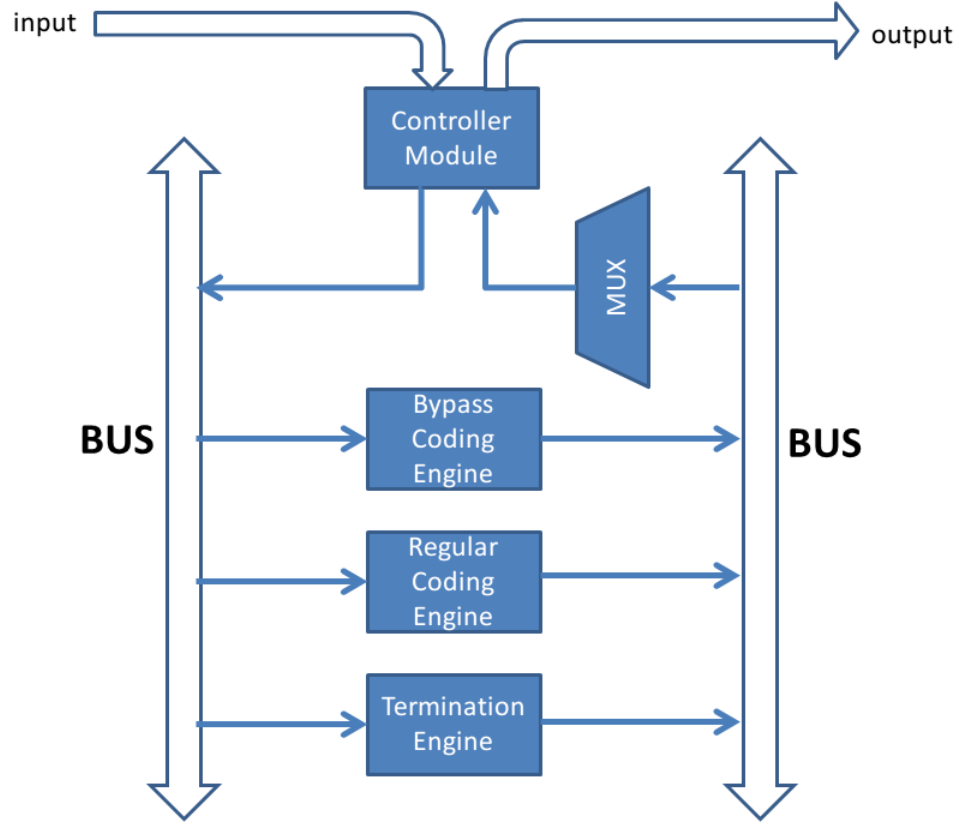 input
output
Controller
Module
MUX
BUS
Bypass
Coding
Engine
BUS
Regular
Coding
Engine
Termination
Engine